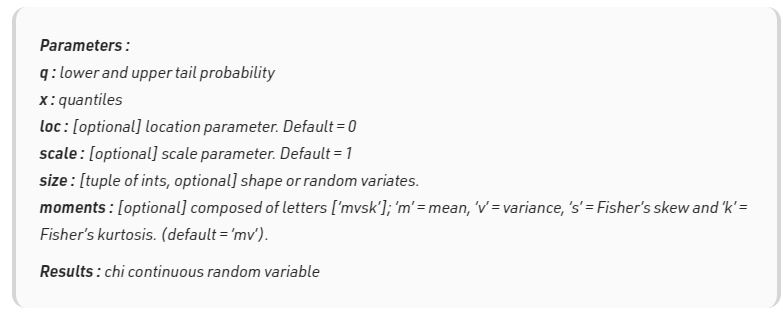 Parameters :
q : lower and upper tail probability
x : quantiles
loc : [optional] location parameter. Default = 0
scale : [optional] scale parameter. Default = 1
size : [tuple of ints, optional] shape or random variates.
moments : [optional] composed of letters [‘mvsk’]; ‘m’ = mean, ‘v’ = variance, ‘s’ = Fisher’s skew and ‘k’ =
Fisher’s kurtosis. (default = ‘mv’).
Results : chi continuous random variable